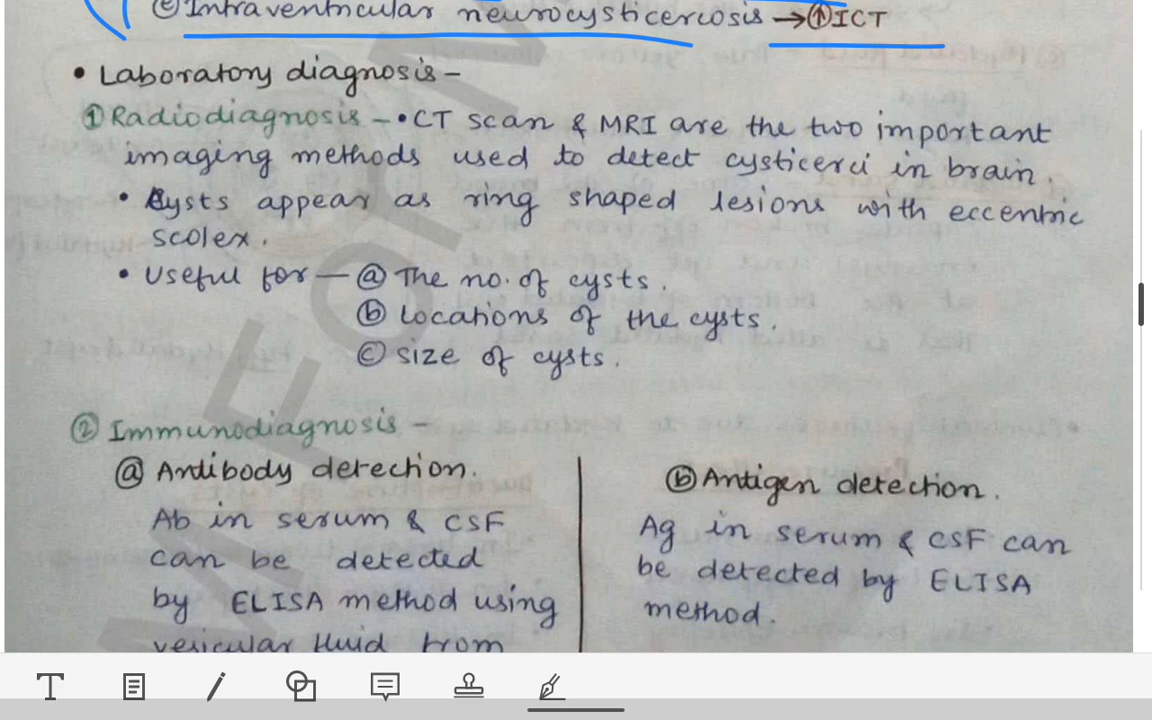 ⓔ Intraventricular neurocysticercosis → ↑ICT
• Laboratory diagnosis –
① Radiodiagnosis – • CT scan & MRI are the two important
imaging methods used to detect cysticerci in brain.
• Cysts appear as ring shaped lesions with eccentric
scolex.
• Useful for — ⓐ The no. of cysts.
ⓑ Locations of the cysts.
ⓒ Size of cysts.
② Immunodiagnosis –
ⓐ Antibody detection.
Ab in serum & CSF
can be detected
by ELISA method using
vesicular fluid from
ⓑ Antigen detection.
Ag in serum & CSF can
be detected by ELISA
method.
T